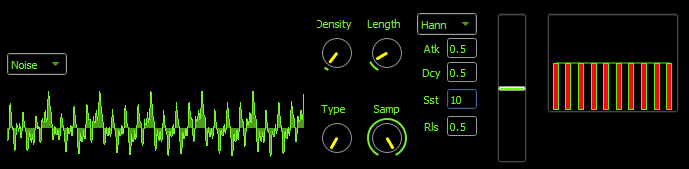 Density Length Hann
Atk 0.5
Noise Dcy 0.5
Sst 10
Type Samp
Rls 0.5